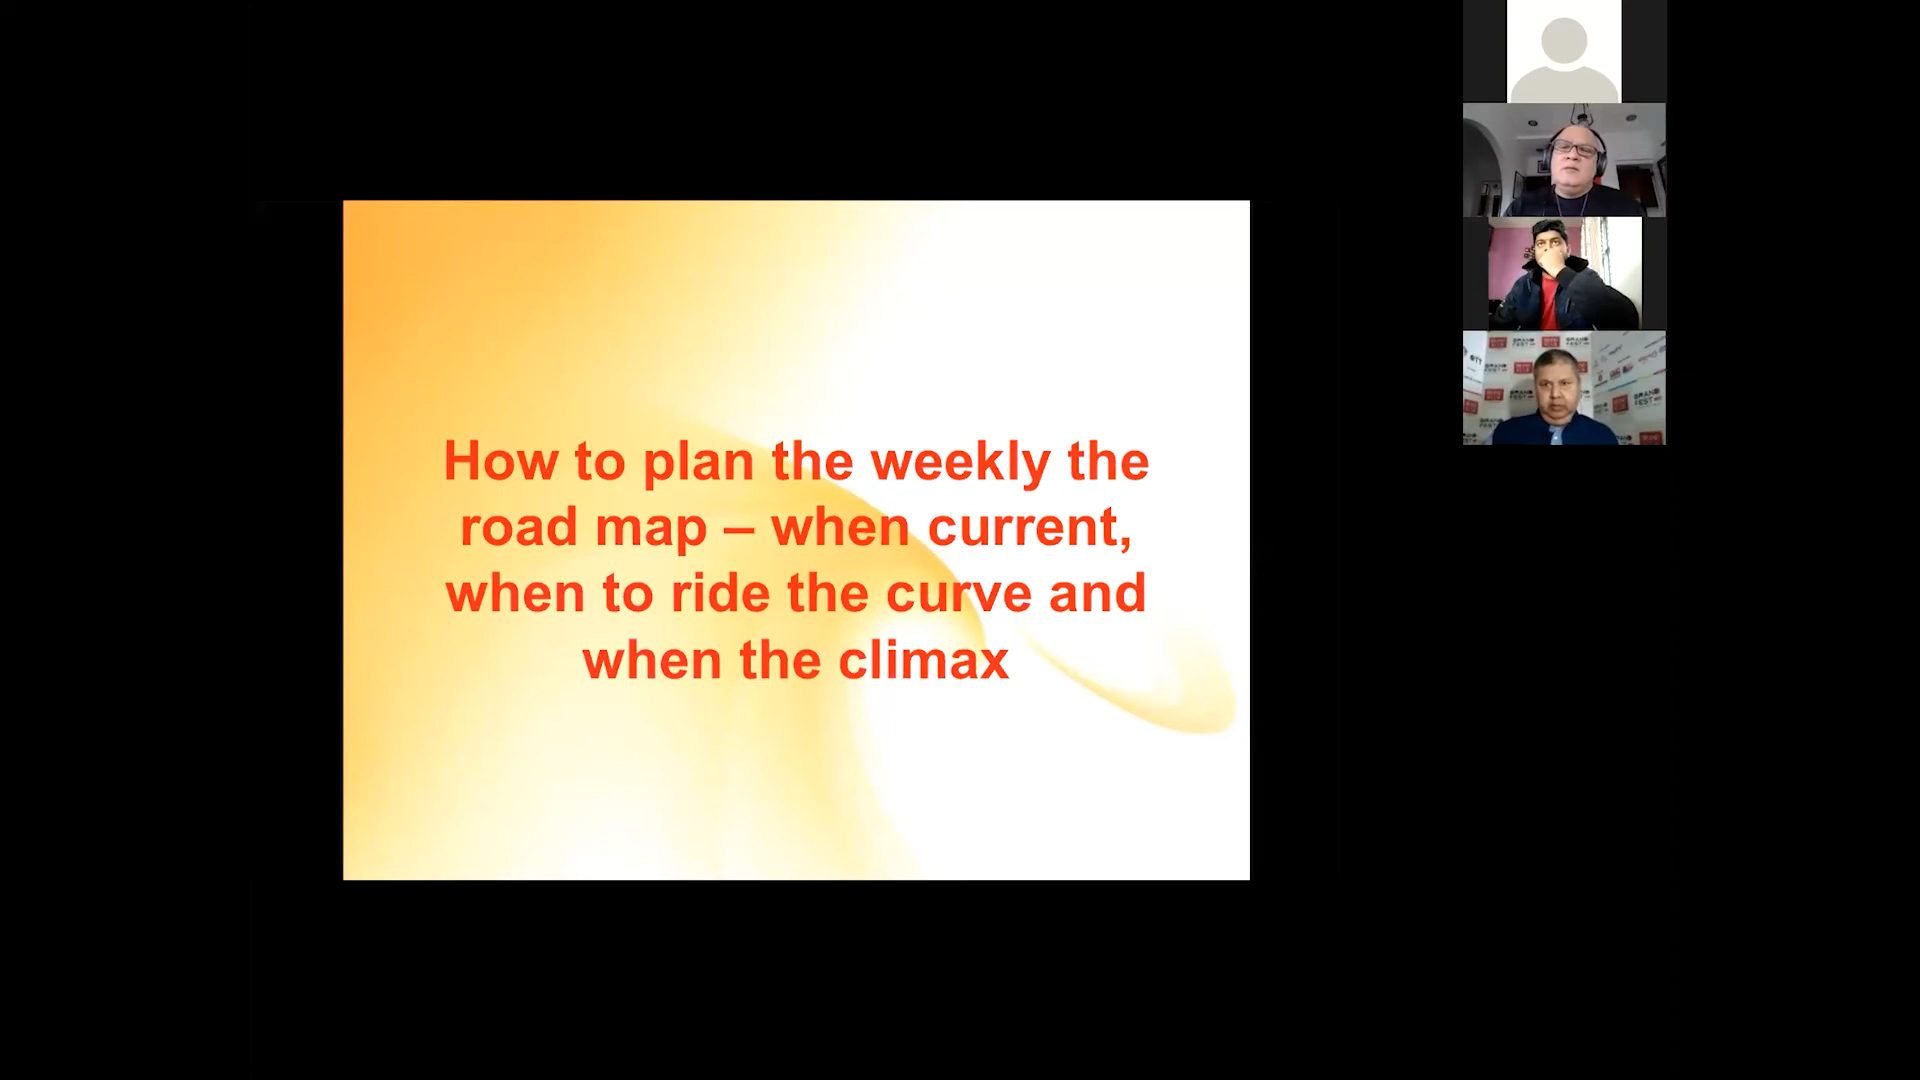 How to plan the weekly the
road map – when current,
when to ride the curve and
when the climax